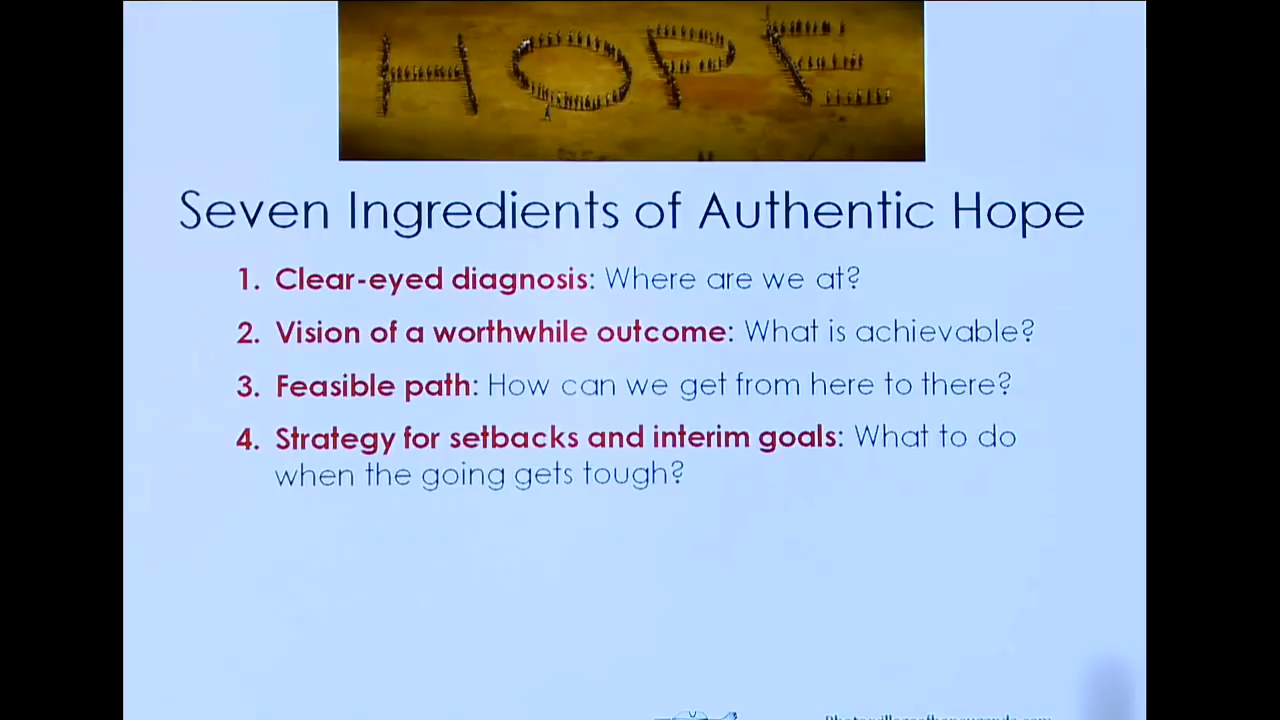 HOPE
Seven Ingredients of Authentic Hope
1. Clear-eyed diagnosis: Where are we at?
2. Vision of a worthwhile outcome: What is achievable?
3. Feasible path: How can we get from here to there?
4. Strategy for setbacks and interim goals: What to do
when the going gets tough?